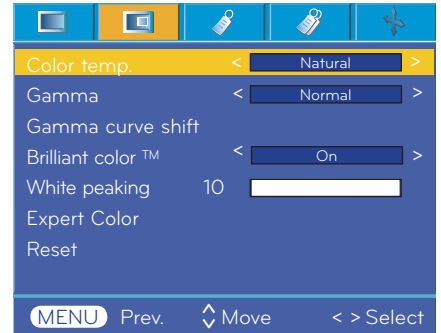 Color temp. < Natural >
Gamma < Normal >
Gamma curve shift
Brilliant color TM < On >
White peaking 10
Expert Color
Reset
MENU Prev. Move < > Select